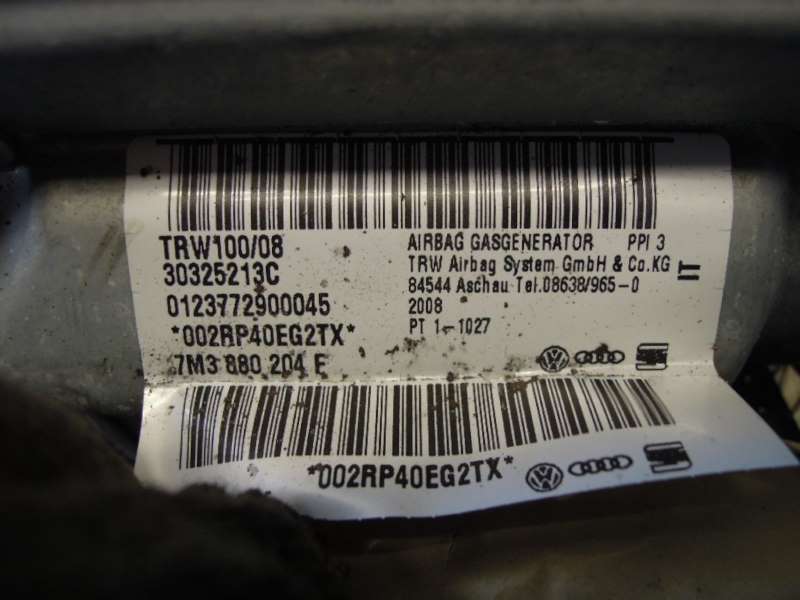 TRW100/08
30325213C
0123772900045
*002RP40EG2TX*
7M3 880 204 E
AIRBAG GASGENERATOR PPI 3
TRW Airbag System GmbH & Co.KG
84544 Aschau Tel.08638/965-0
2008
PT 1-1027
IT
*002RP40EG2TX*